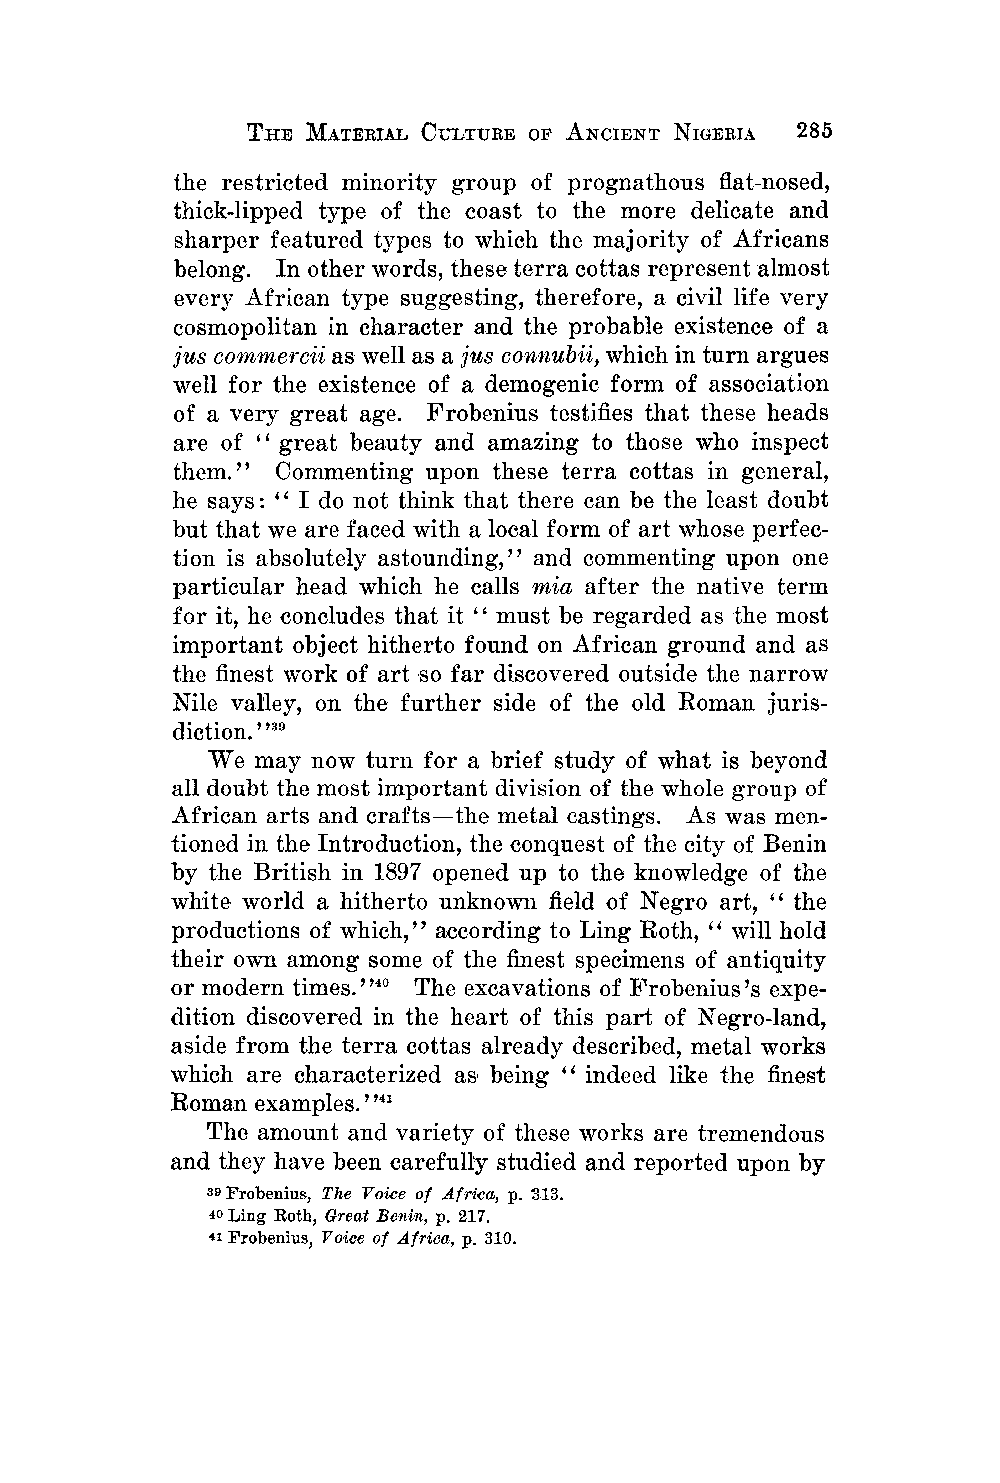 THE MATERIAL CULTURE OF ANCIENT NIGERIA 285
the restricted minority group of prognathous flat-nosed,
thick-lipped type of the coast to the more delicate and
sharper featured types to which the majority of Africans
belong. In other words, these terra cottas represent almost
every African type suggesting, therefore, a civil life very
cosmopolitan in character and the probable existence of a
jus commercii as well as a jus connubii, which in turn argues
well for the existence of a demogenic form of association
of a very great age. Frobenius testifies that these heads
are of “ great beauty and amazing to those who inspect
them.” Commenting upon these terra cottas in general,
he says: “ I do not think that there can be the least doubt
but that we are faced with a local form of art whose perfec-
tion is absolutely astounding,” and commenting upon one
particular head which he calls mia after the native term
for it, he concludes that it “ must be regarded as the most
important object hitherto found on African ground and as
the finest work of art so far discovered outside the narrow
Nile valley, on the further side of the old Roman juris-
diction.”39
We may now turn for a brief study of what is beyond
all doubt the most important division of the whole group of
African arts and crafts—the metal castings. As was men-
tioned in the Introduction, the conquest of the city of Benin
by the British in 1897 opened up to the knowledge of the
white world a hitherto unknown field of Negro art, “ the
productions of which,” according to Ling Roth, “ will hold
their own among some of the finest specimens of antiquity
or modern times.”40 The excavations of Frobenius’s expe-
dition discovered in the heart of this part of Negro-land,
aside from the terra cottas already described, metal works
which are characterized as being “ indeed like the finest
Roman examples.”41
The amount and variety of these works are tremendous
and they have been carefully studied and reported upon by
39 Frobenius, The Voice of Africa, p. 313.
40 Ling Roth, Great Benin, p. 217.
41 Frobenius, Voice of Africa, p. 310.